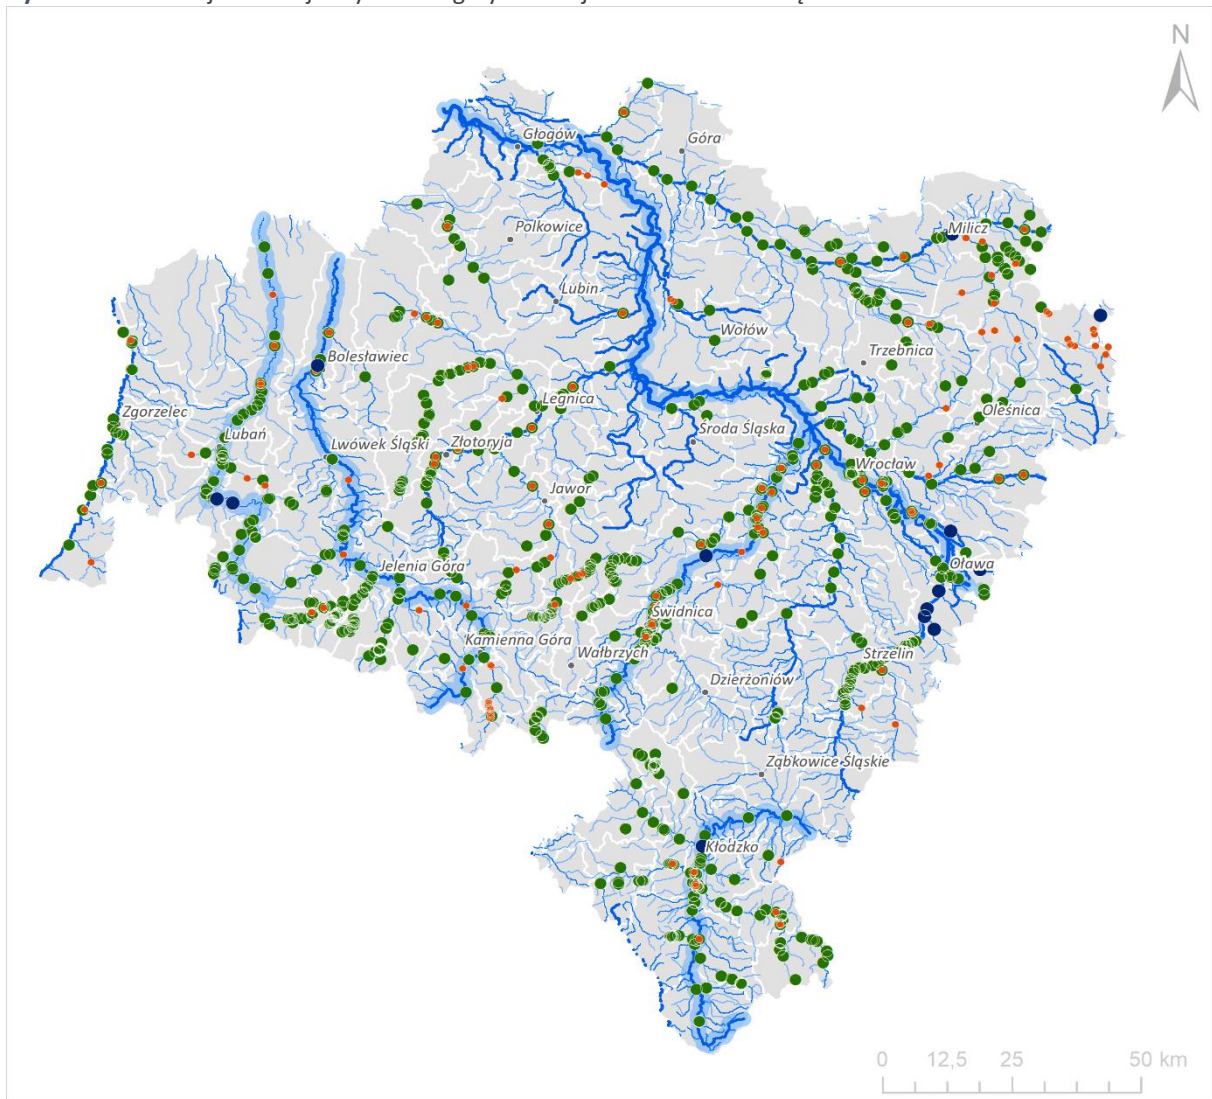 N
Głogów
Góra
Polkowice
Milicz
Lubin
Wołów
Bolesławiec
Trzebnica
Zgorzelec
Legnica
Oleśnica
Lubań
Lwówek Śląski
Złotoryja
Środa Śląska
Wrocław
Jawor
Jelenia Góra
Oława
Świdnica
Kamienna Góra
Wałbrzych
Strzelin
Dzierżoniów
Ząbkowice Śląskie
Kłodzko
0 12,5 25 50 km